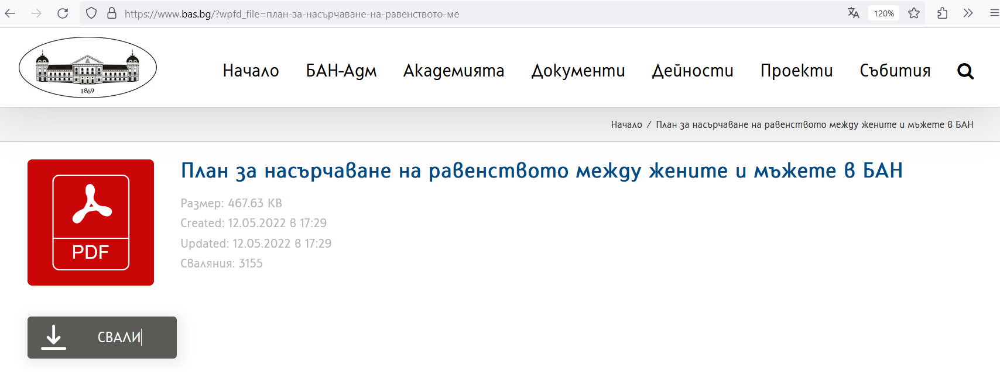 https://www.bas.bg/?wpfd_file=план-за-насърчаване-на-равенството-ме
120%
1869
Начало
БАН-Адм
Академията
Документи
Дейности
Проекти
Събития
Начало / План за насърчаване на равенството между жените и мъжете в БАН
План за насърчаване на равенството между жените и мъжете в БАН
Размер: 467.63 KB
Created: 12.05.2022 в 17:29
Updated: 12.05.2022 в 17:29
Сваляния: 3155
PDF
СВАЛИ